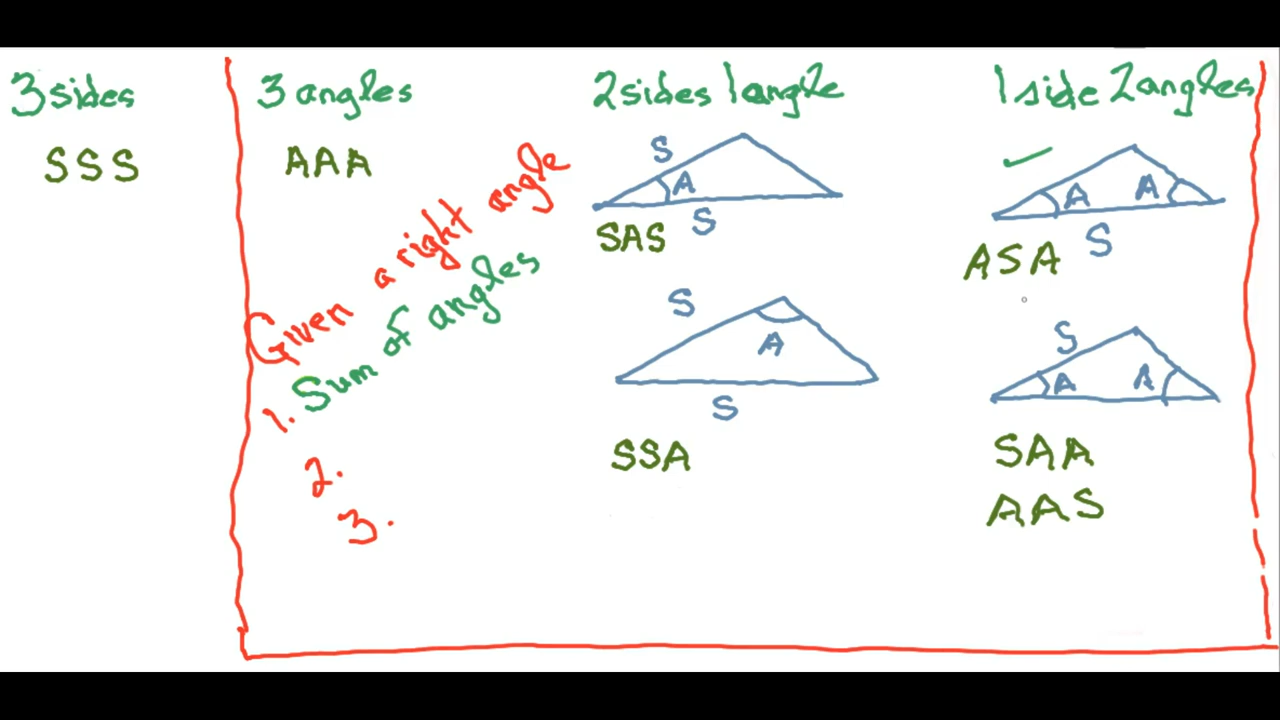 3 sides
SSS
3 angles
AAA
Given a right angle
1. Sum of angles
2.
3.
2 sides 1 angle
S
A
S
SAS
S
A
S
SSA
1 side 2 angles
A A
S
ASA
S
A A
SAA
AAS